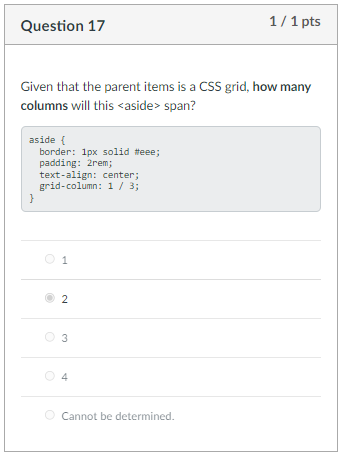 Question 17
1 / 1 pts
Given that the parent items is a CSS grid, how many
columns will this <aside> span?
aside {
  border: 1px solid #eee;
  padding: 2rem;
  text-align: center;
  grid-column: 1 / 3;
}
1
2
3
4
Cannot be determined.